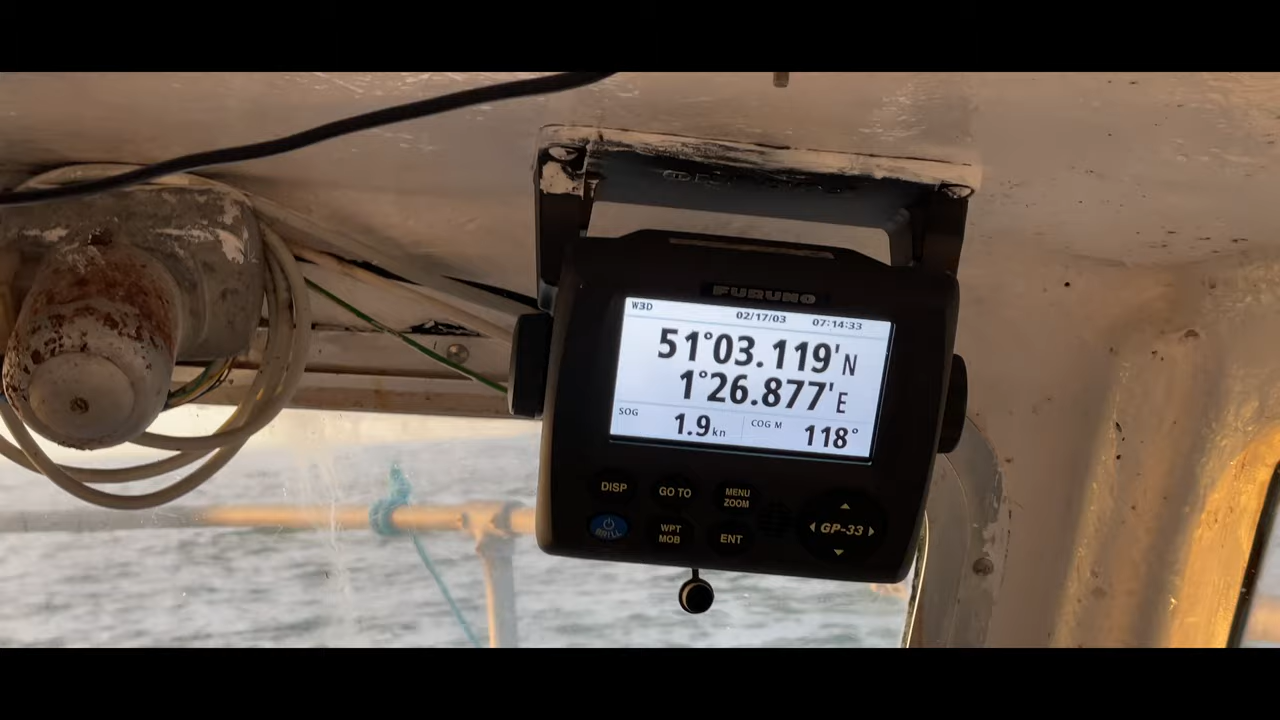 FURUNO
W3D 02/17/03 07:14:33
51°03.119'N
1°26.877'E
SOG 1.9kn COG M 118°
DISP GO TO MENU ZOOM
BRILL WPT MOB ENT
GP-33